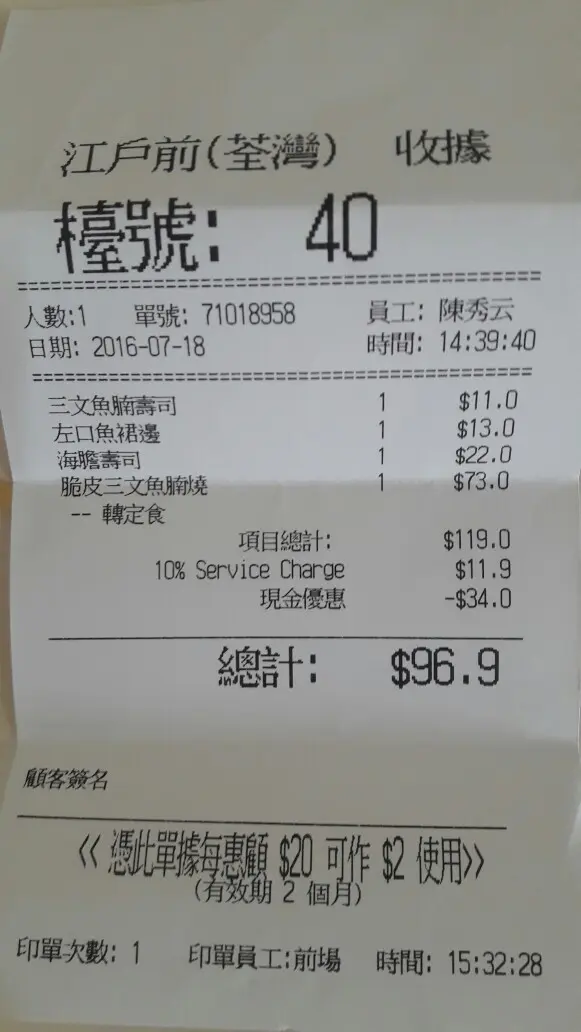 江戶前(荃灣) 收據
檯號: 40
人數:1 單號: 71018958 員工: 陳秀云
日期: 2016-07-18 時間: 14:39:40
三文魚腩壽司 1 $11.0
左口魚裙邊 1 $13.0
海膽壽司 1 $22.0
脆皮三文魚腩燒 1 $73.0
-- 轉定食
項目總計: $119.0
10% Service Charge $11.9
現金優惠 -$34.0
總計: $96.9
顧客簽名
<< 憑此單據每惠顧 $20 可作 $2 使用>>
(有效期 2 個月)
印單次數: 1 印單員工:前場 時間: 15:32:28